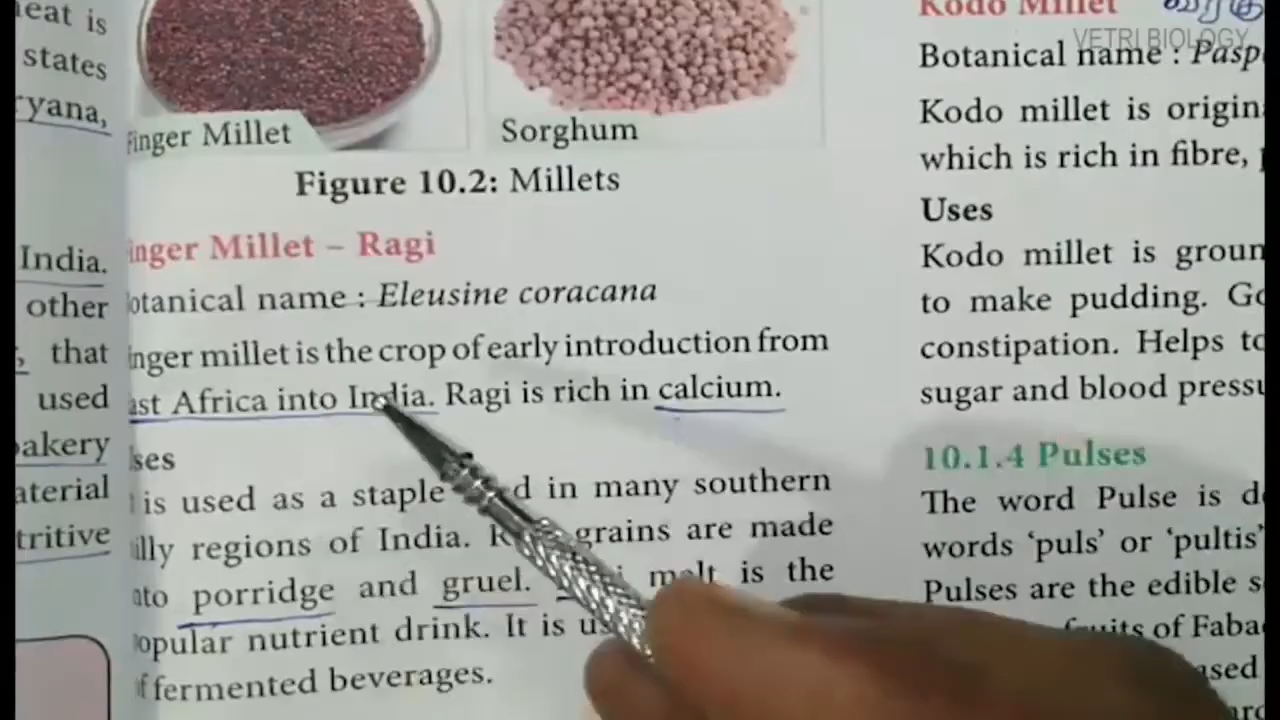 eat is
states
ryana,
India.
other
that
used
akery
aterial
tritive
Finger Millet
Sorghum
Figure 10.2: Millets
inger Millet – Ragi
otanical name : Eleusine coracana
inger millet is the crop of early introduction from
ast Africa into India. Ragi is rich in calcium.
ses
is used as a staple d in many southern
illy regions of India. grains are made
nto porridge and gruel. malt is the
opular nutrient drink. It is
f fermented beverages.
Kodo Millet வரகு
VETRI BIOLOGY
Botanical name : Pasp
Kodo millet is origin
which is rich in fibre,
Uses
Kodo millet is groun
to make pudding. Go
constipation. Helps to
sugar and blood pressu
10.1.4 Pulses
The word Pulse is d
words ‘puls’ or ‘pultis’
Pulses are the edible s
fruits of Faba